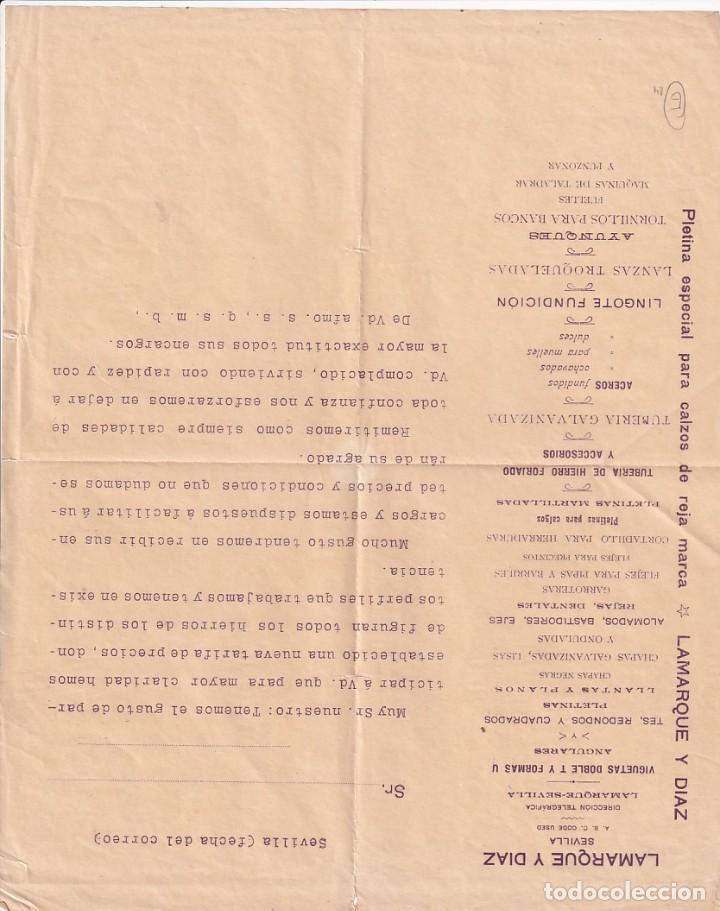 LAMARQUE Y DIAZ
SEVILLA
A. B. C. CODE USED
DIRECCIÓN TELEGRÁFICA
LAMARQUE-SEVILLA
VIGUETAS DOBLE T Y FORMAS U
ANGULARES
> Y <
TES, REDONDOS Y CUADRADOS
PLETINAS
LLANTAS Y PLANOS
CHAPAS NEGRAS
CHAPAS GALVANIZADAS, LISAS
Y ONDULADAS
ALOMADOS, BASTIDORES, EJES
REJAS, DENTALES
GARROTERAS
FLEJES PARA PIPAS Y BARRILES
FLEJES PARA PRECINTOS
CORTADILLO PARA HERRADURAS
Pletinas para calzos
PLETINAS MARTILLADAS
TUBERIA DE HIERRO FORJADO
Y ACCESORIOS
TUBERIA GALVANIZADA
ACEROS fundidos
» ochavados
» para muelles
» dulces
LINGOTE FUNDICIÓN
LANZAS TROQUELADAS
AYUNQUES
TORNILLOS PARA BANCOS
FUELLES
MAQUINAS DE TALADRAR
Y PUNZONAR
Pletina especial para calzos de reja marca ☆ LAMARQUE Y DIAZ
Sevilla (fecha del correo)
Sr.
Muy Sr. nuestro: Tenemos el gusto de par-
ticipar á Vd. que para mayor claridad hemos
establecido una nueva tarifa de precios, don-
de figuran todos los hierros de los distin-
tos perfiles que trabajamos y tenemos en exis-
tencia.
Mucho gusto tendremos en recibir sus en-
cargos y estamos dispuestos á facilitar á us-
ted precios y condiciones que no dudamos se-
rán de su agrado.
Remitiremos como siempre calidades de
toda confianza y nos esforzaremos en dejar á
Vd. complacido, sirviendo con rapidez y con
la mayor exactitud todos sus encargos.
De Vd. afmo. s. s., q. s. m. b.,
todocoleccion
todocoleccion.net